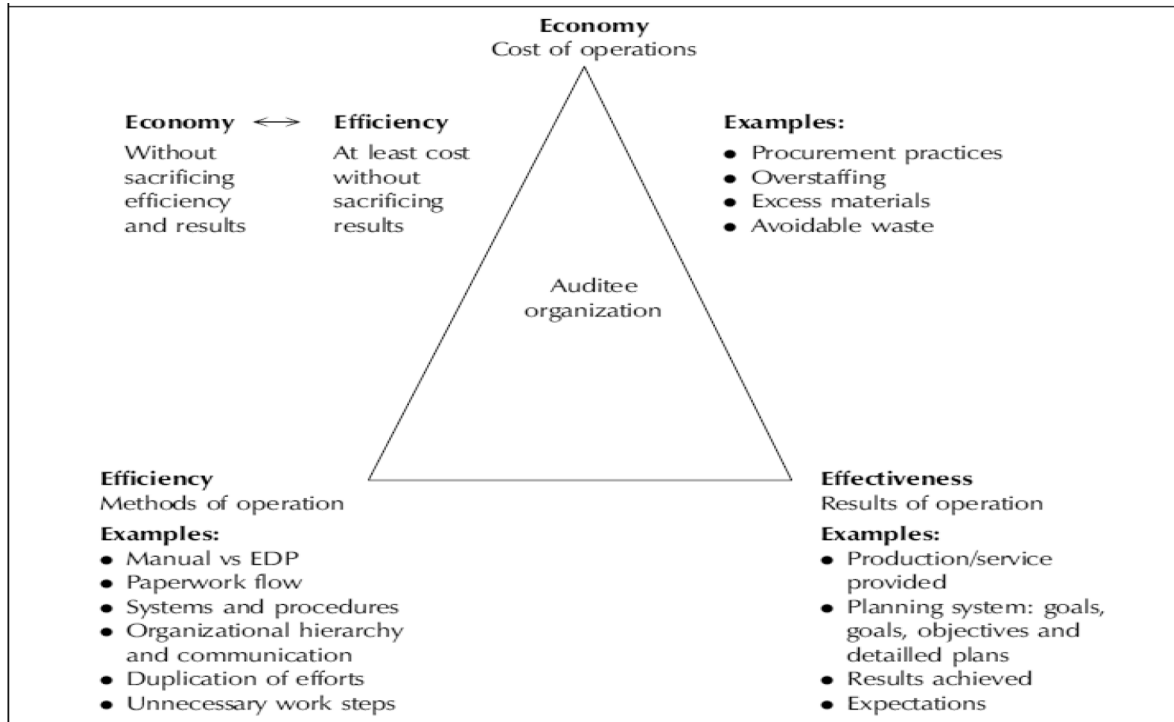 Economy
Cost of operations
Economy ↔ Efficiency
Without
sacrificing
efficiency
and results
At least cost
without
sacrificing
results
Examples:
● Procurement practices
● Overstaffing
● Excess materials
● Avoidable waste
Auditee
organization
Efficiency
Methods of operation
Examples:
● Manual vs EDP
● Paperwork flow
● Systems and procedures
● Organizational hierarchy
and communication
● Duplication of efforts
● Unnecessary work steps
Effectiveness
Results of operation
Examples:
● Production/service
provided
● Planning system: goals,
goals, objectives and
detailled plans
● Results achieved
● Expectations